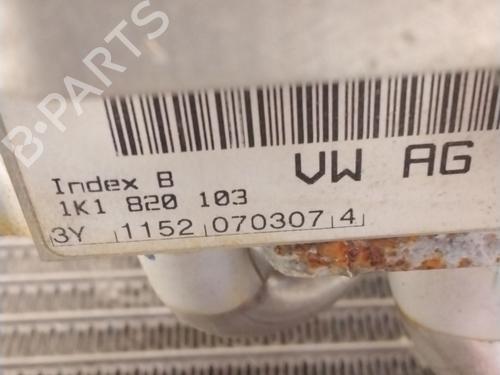 B-PARTS
Index B VW AG
1K1 820 103
3Y 1152 070307 4